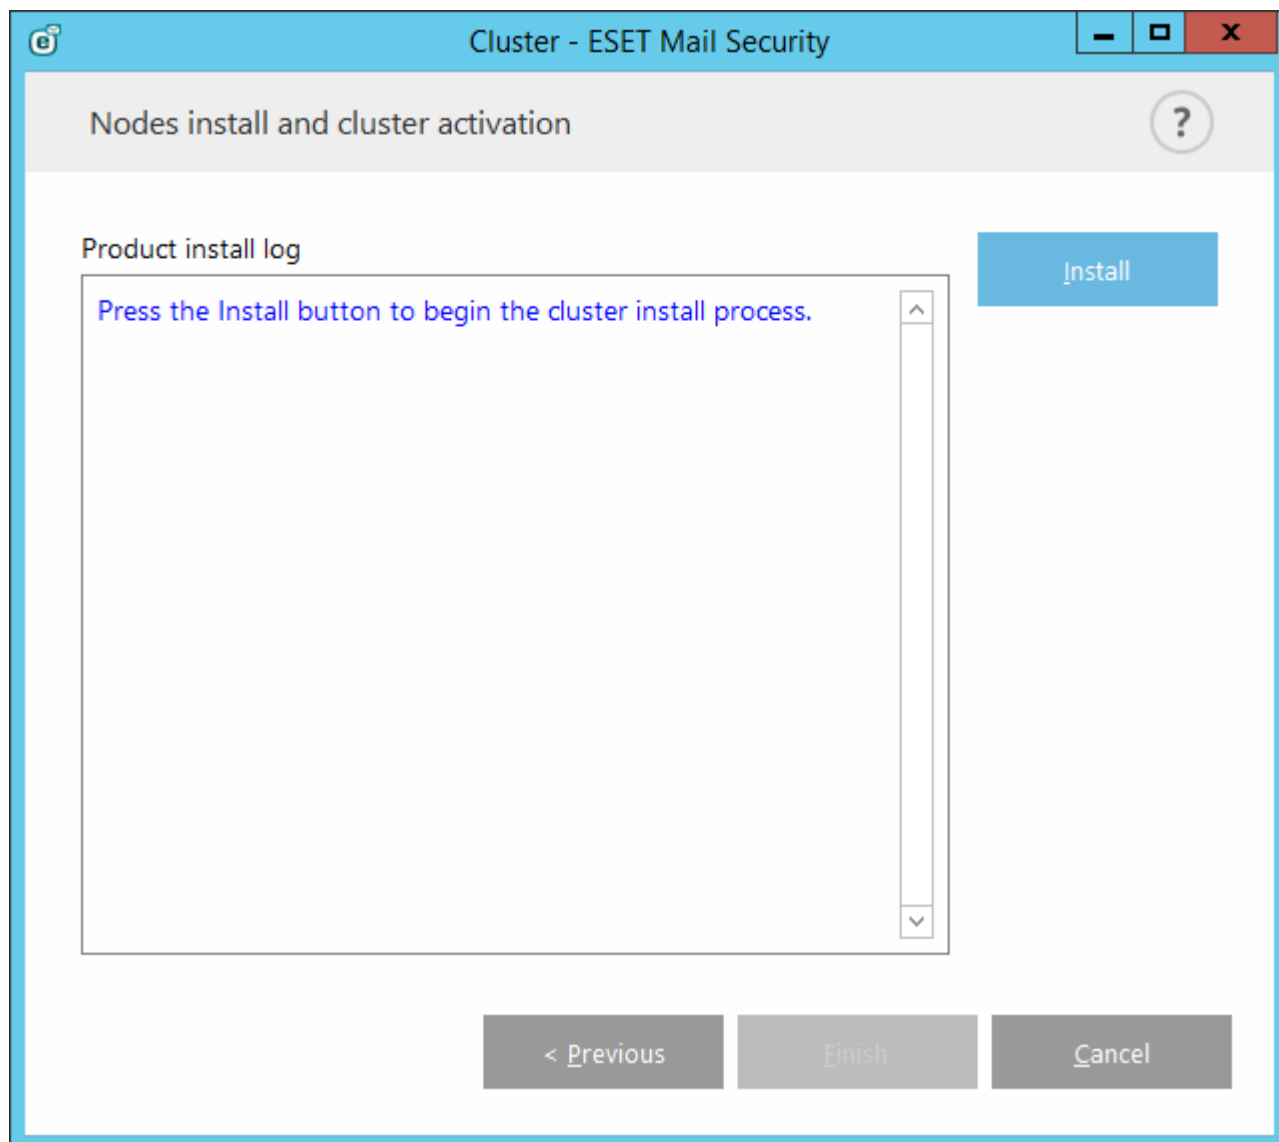 Cluster - ESET Mail Security
Nodes install and cluster activation
?
Product install log
Install
Press the Install button to begin the cluster install process.
< Previous
Finish
Cancel